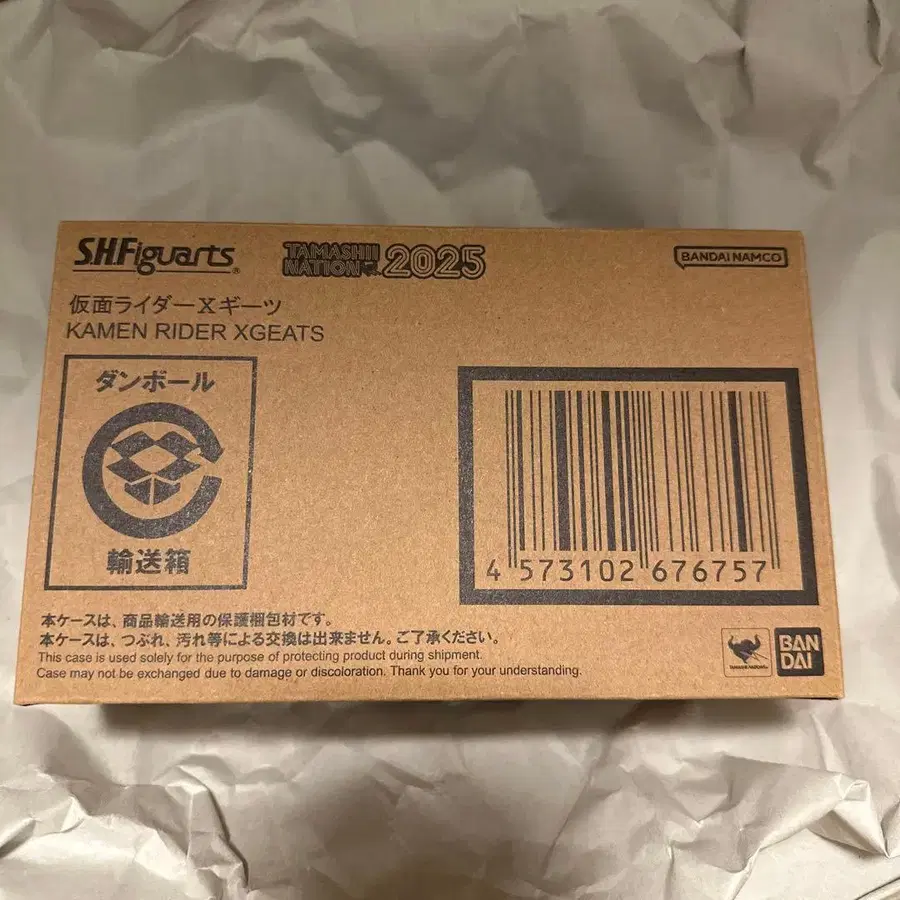 S.H.Figuarts®
TAMASHII NATION 2025
BANDAI NAMCO
仮面ライダーXギーツ
KAMEN RIDER XGEATS
ダンボール
輸送箱
4 573102 676757
本ケースは、商品輸送用の保護梱包材です。
本ケースは、つぶれ、汚れ等による交換は出来ません。ご了承ください。
This case is used solely for the purpose of protecting product during shipment.
Case may not be exchanged due to damage or discoloration. Thank you for your understanding.
TAMASHII NATIONS
BAN
DAI